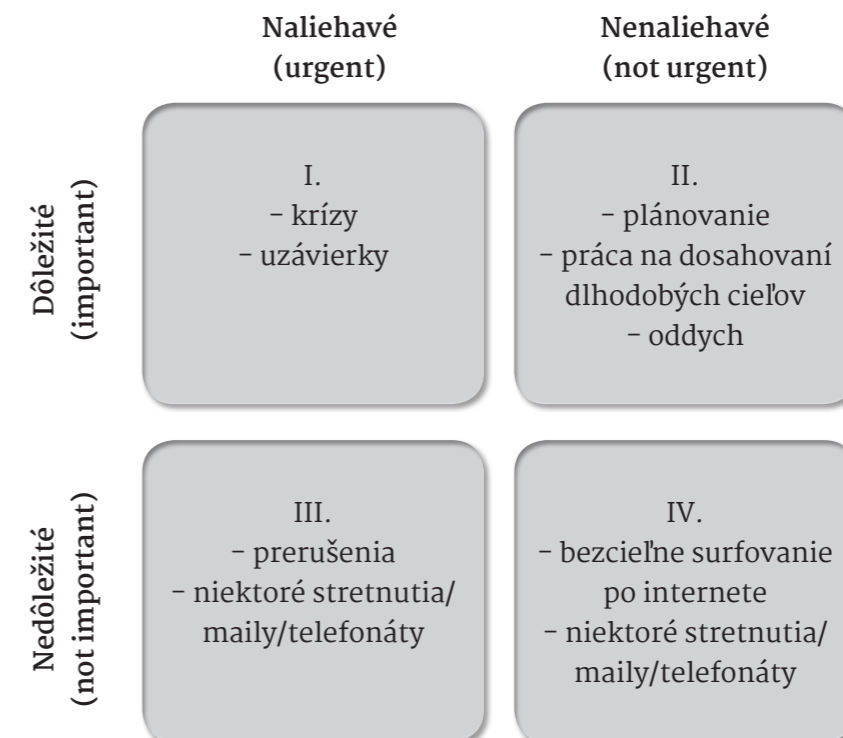 Naliehavé
(urgent)
Nenaliehavé
(not urgent)
Dôležité
(important)
I.
- krízy
- uzávierky
II.
- plánovanie
- práca na dosahovaní
dlhodobých cieľov
- oddych
Nedôležité
(not important)
III.
- prerušenia
- niektoré stretnutia/
maily/telefonáty
IV.
- bezcieľne surfovanie
po internete
- niektoré stretnutia/
maily/telefonáty